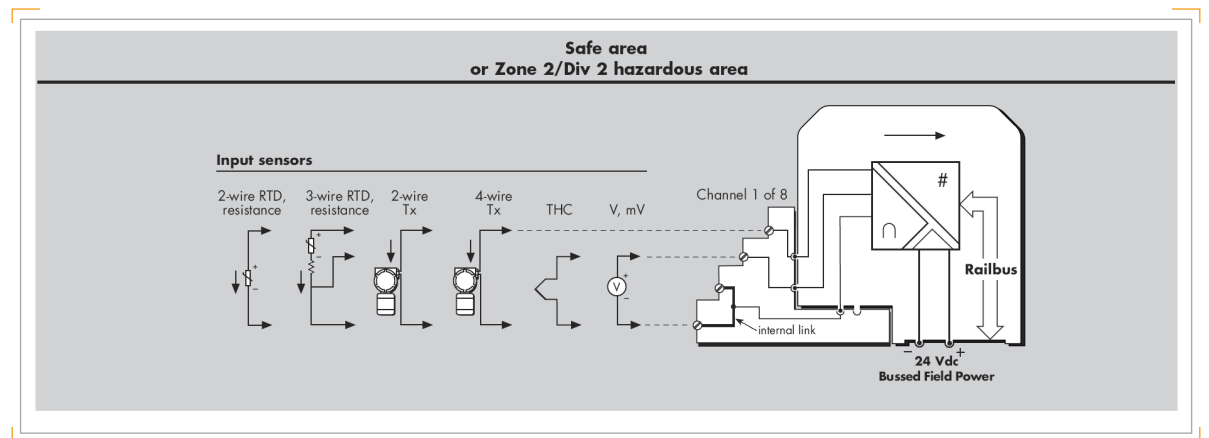 Safe area
or Zone 2/Div 2 hazardous area
Input sensors
2-wire RTD,
resistance
3-wire RTD,
resistance
2-wire
Tx
4-wire
Tx
THC
V, mV
Channel 1 of 8
#
+
−
+
−
V
+
−
Railbus
internal link
− 24 Vdc +
Bussed Field Power